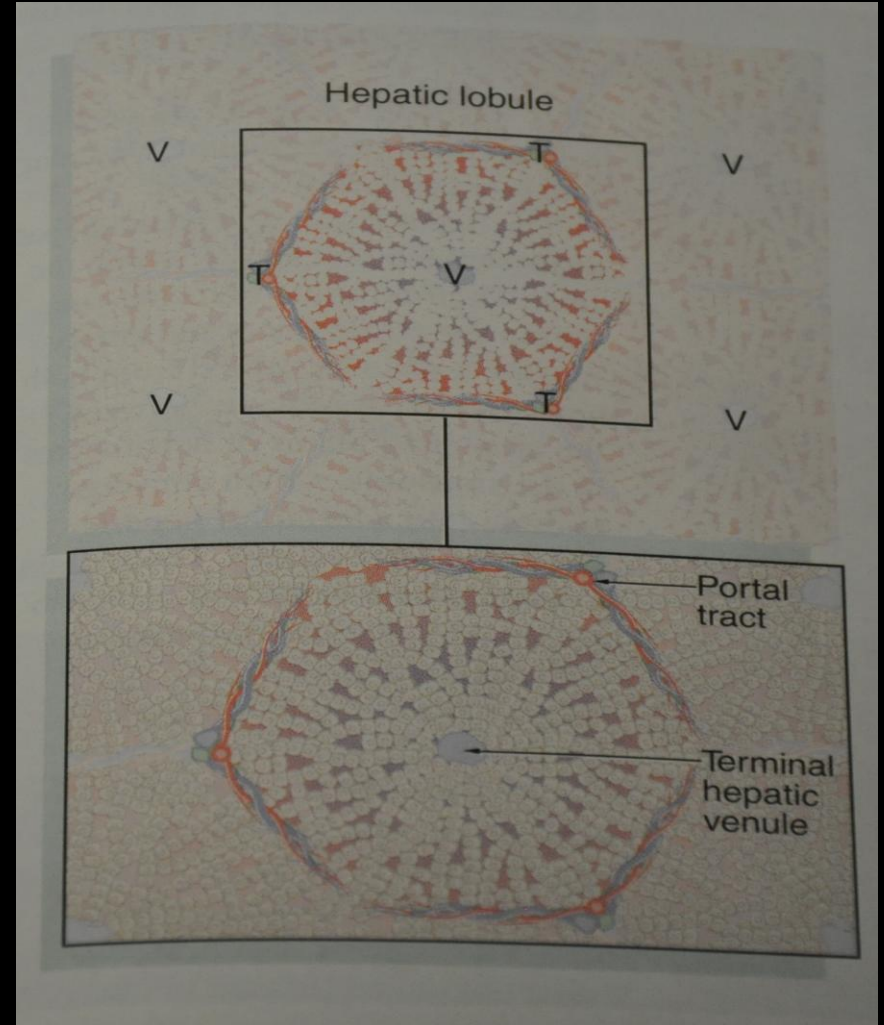 Hepatic lobule
V
T
V
T
V
V
T
V
Portal
tract
Terminal
hepatic
venule